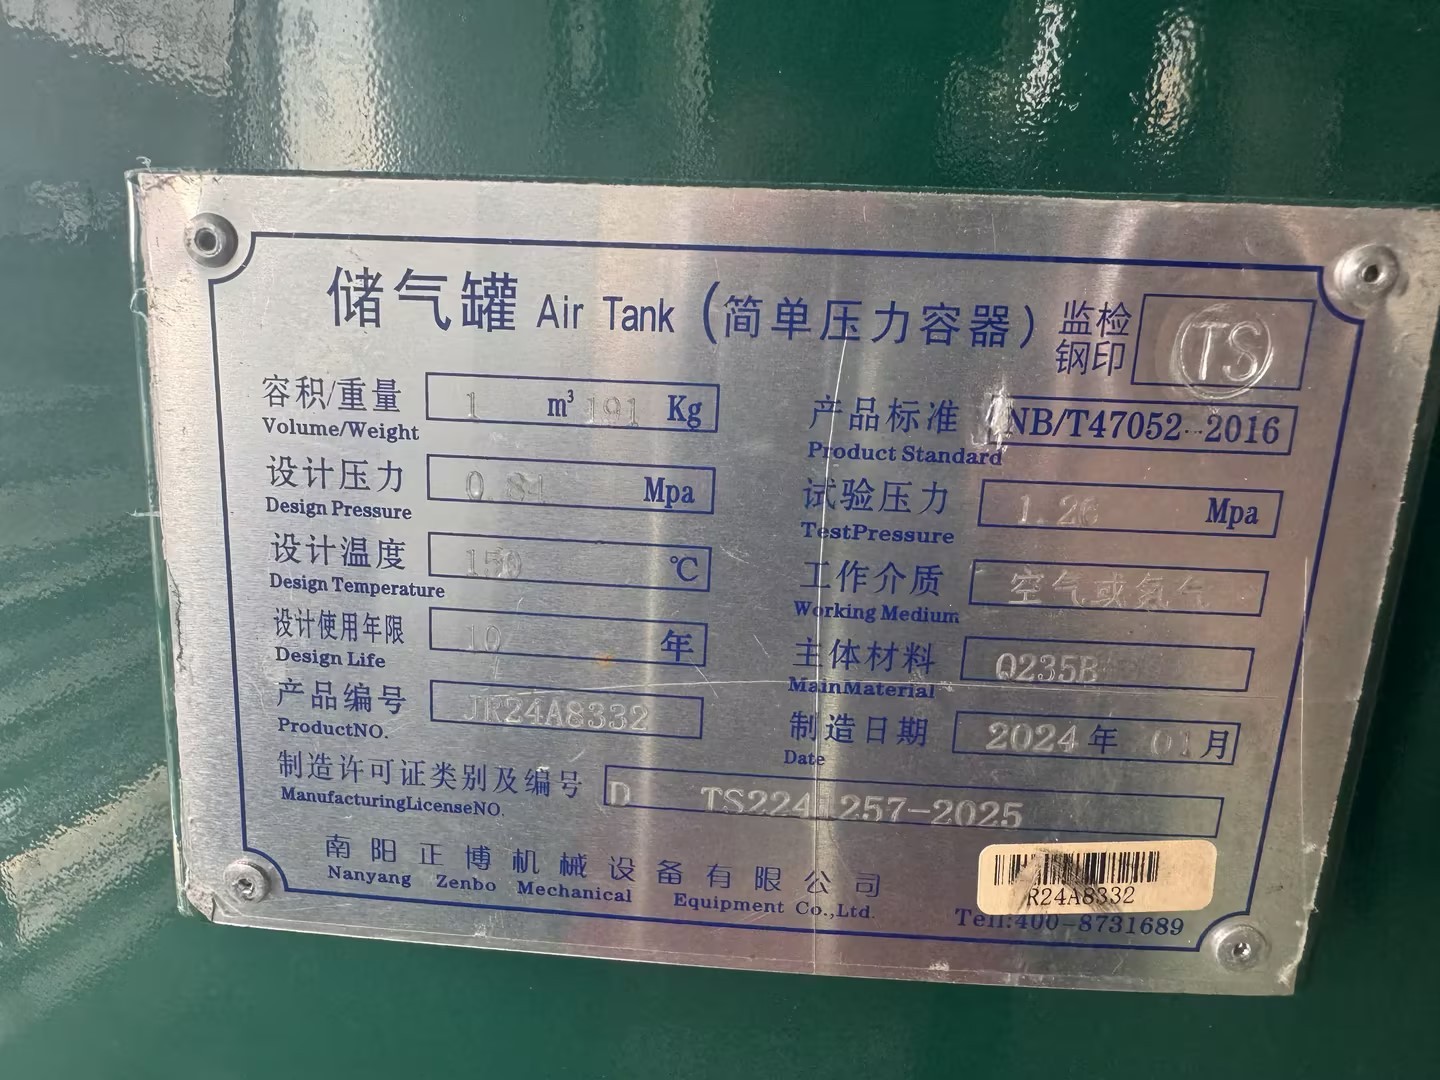 储气罐 Air Tank (简单压力容器) 监检钢印 TS
容积/重量 1 m³ 191 Kg
Volume/Weight
产品标准 NB/T47052-2016
Product Standard
设计压力 0.84 Mpa
Design Pressure
试验压力 1.26 Mpa
TestPressure
设计温度 150 ℃
Design Temperature
工作介质 空气或氮气
Working Medium
设计使用年限 10 年
Design Life
主体材料 Q235B
MainMaterial
产品编号 JR24A8332
ProductNO.
制造日期 2024年 01月
Date
制造许可证类别及编号 D TS2241257-2025
ManufacturingLicenseNO.
南阳正博机械设备有限公司
Nanyang Zenbo Mechanical Equipment Co.,Ltd.
R24A8332
Tell:400-8731689